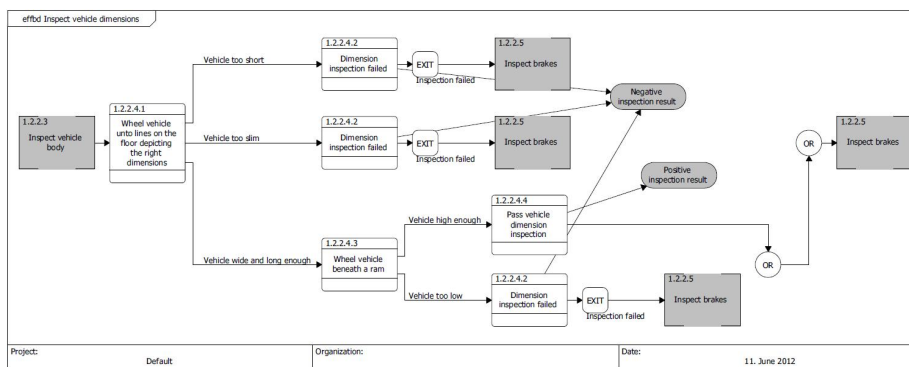 effbd Inspect vehicle dimensions
1.2.2.3
Inspect vehicle
body
1.2.2.4.1
Wheel vehicle
unto lines on the
floor depicting
the right
dimensions
Vehicle too short
1.2.2.4.2
Dimension
inspection failed
EXIT
Inspection failed
1.2.2.5
Inspect brakes
Vehicle too slim
1.2.2.4.2
Dimension
inspection failed
EXIT
Inspection failed
1.2.2.5
Inspect brakes
Negative
inspection result
Positive
inspection result
Vehicle wide and long enough
1.2.2.4.3
Wheel vehicle
beneath a ram
Vehicle high enough
1.2.2.4.4
Pass vehicle
dimension
inspection
Vehicle too low
1.2.2.4.2
Dimension
inspection failed
EXIT
Inspection failed
1.2.2.5
Inspect brakes
OR
OR
1.2.2.5
Inspect brakes
Project:
Default
Organization:
Date:
11. June 2012